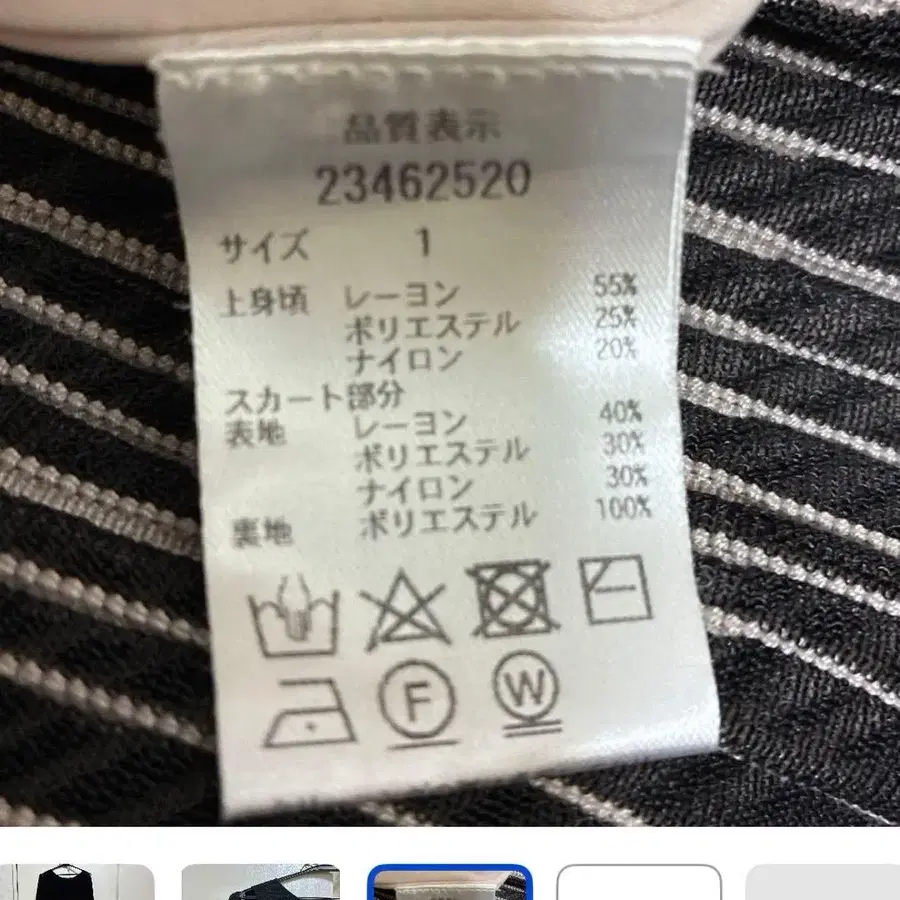 品質表示
23462520
サイズ 1
上身頃 レーヨン 55%
ポリエステル 25%
ナイロン 20%
スカート部分
表地 レーヨン 40%
ポリエステル 30%
ナイロン 30%
裏地 ポリエステル 100%
F W